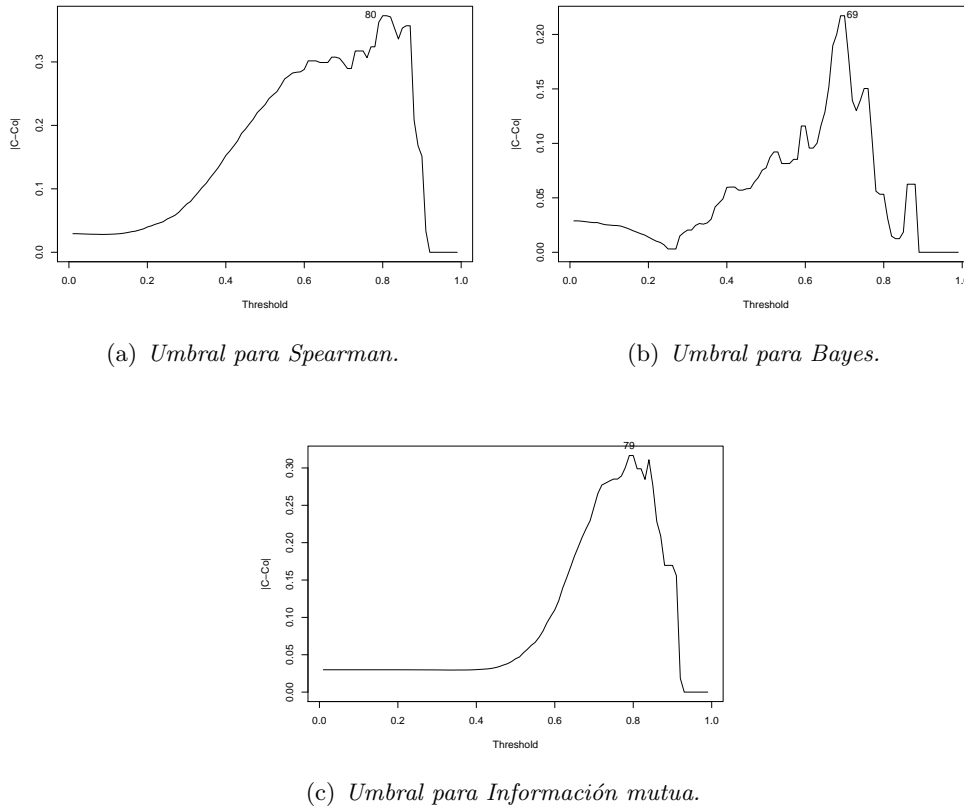 80
0.3
0.2
0.1
0.0
|C−Co|
0.0 0.2 0.4 0.6 0.8 1.0
Threshold
(a) Umbral para Spearman.
69
0.20
0.15
0.10
0.05
0.00
|C−Co|
0.0 0.2 0.4 0.6 0.8 1.0
Threshold
(b) Umbral para Bayes.
79
0.30
0.25
0.20
0.15
0.10
0.05
0.00
|C−Co|
0.0 0.2 0.4 0.6 0.8 1.0
Threshold
(c) Umbral para Información mutua.